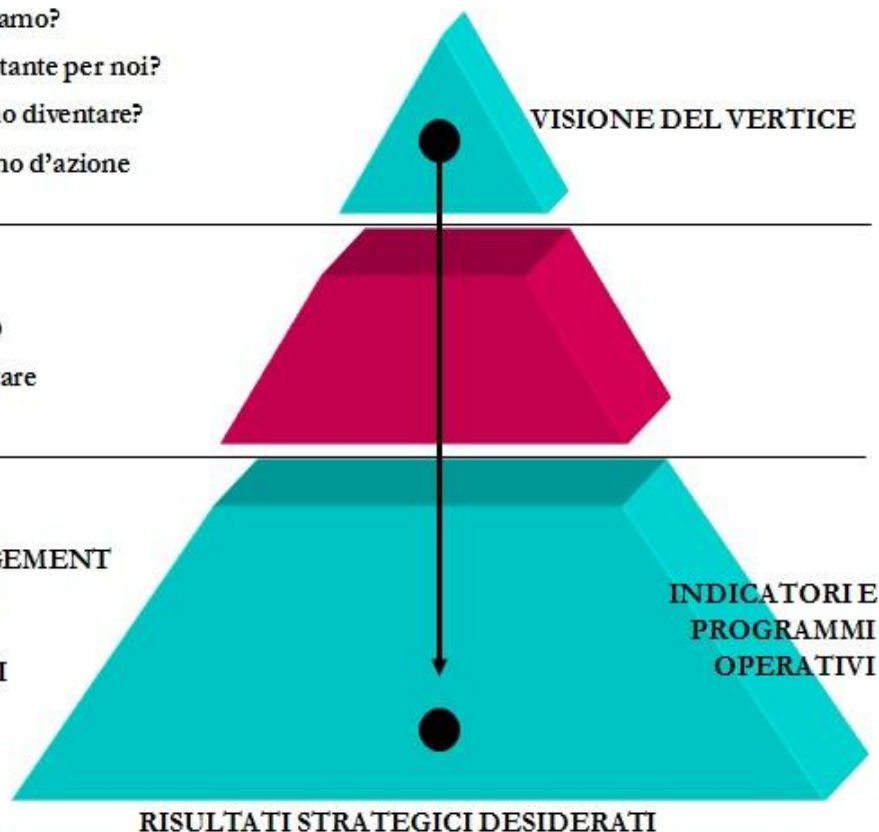 amo?
tante per noi?
o diventare?
no d'azione
VISIONE DEL VERTICE
are
GEMENT
INDICATORI E
PROGRAMMI
OPERATIVI
I
RISULTATI STRATEGICI DESIDERATI